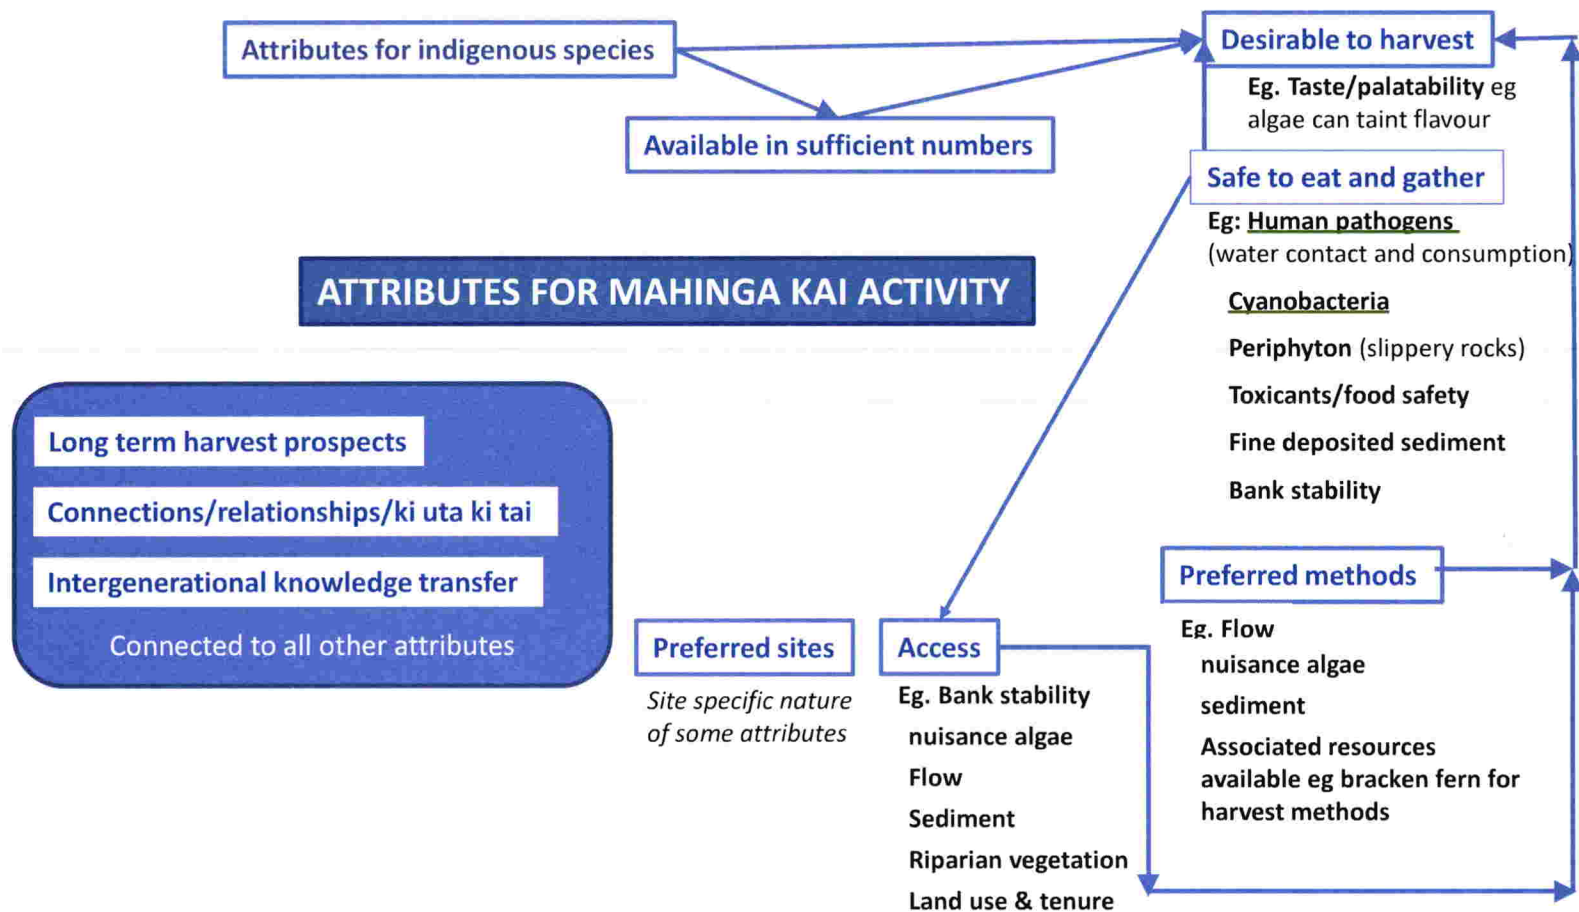 Attributes for indigenous species
Desirable to harvest
Eg. Taste/palatability eg
algae can taint flavour
Available in sufficient numbers
Safe to eat and gather
Eg: Human pathogens
(water contact and consumption)
Cyanobacteria
Periphyton (slippery rocks)
Toxicants/food safety
Fine deposited sediment
Bank stability
ATTRIBUTES FOR MAHINGA KAI ACTIVITY
Long term harvest prospects
Connections/relationships/ki uta ki tai
Intergenerational knowledge transfer
Connected to all other attributes
Preferred sites
Site specific nature
of some attributes
Access
Eg. Bank stability
nuisance algae
Flow
Sediment
Riparian vegetation
Land use & tenure
Preferred methods
Eg. Flow
nuisance algae
sediment
Associated resources
available eg bracken fern for
harvest methods